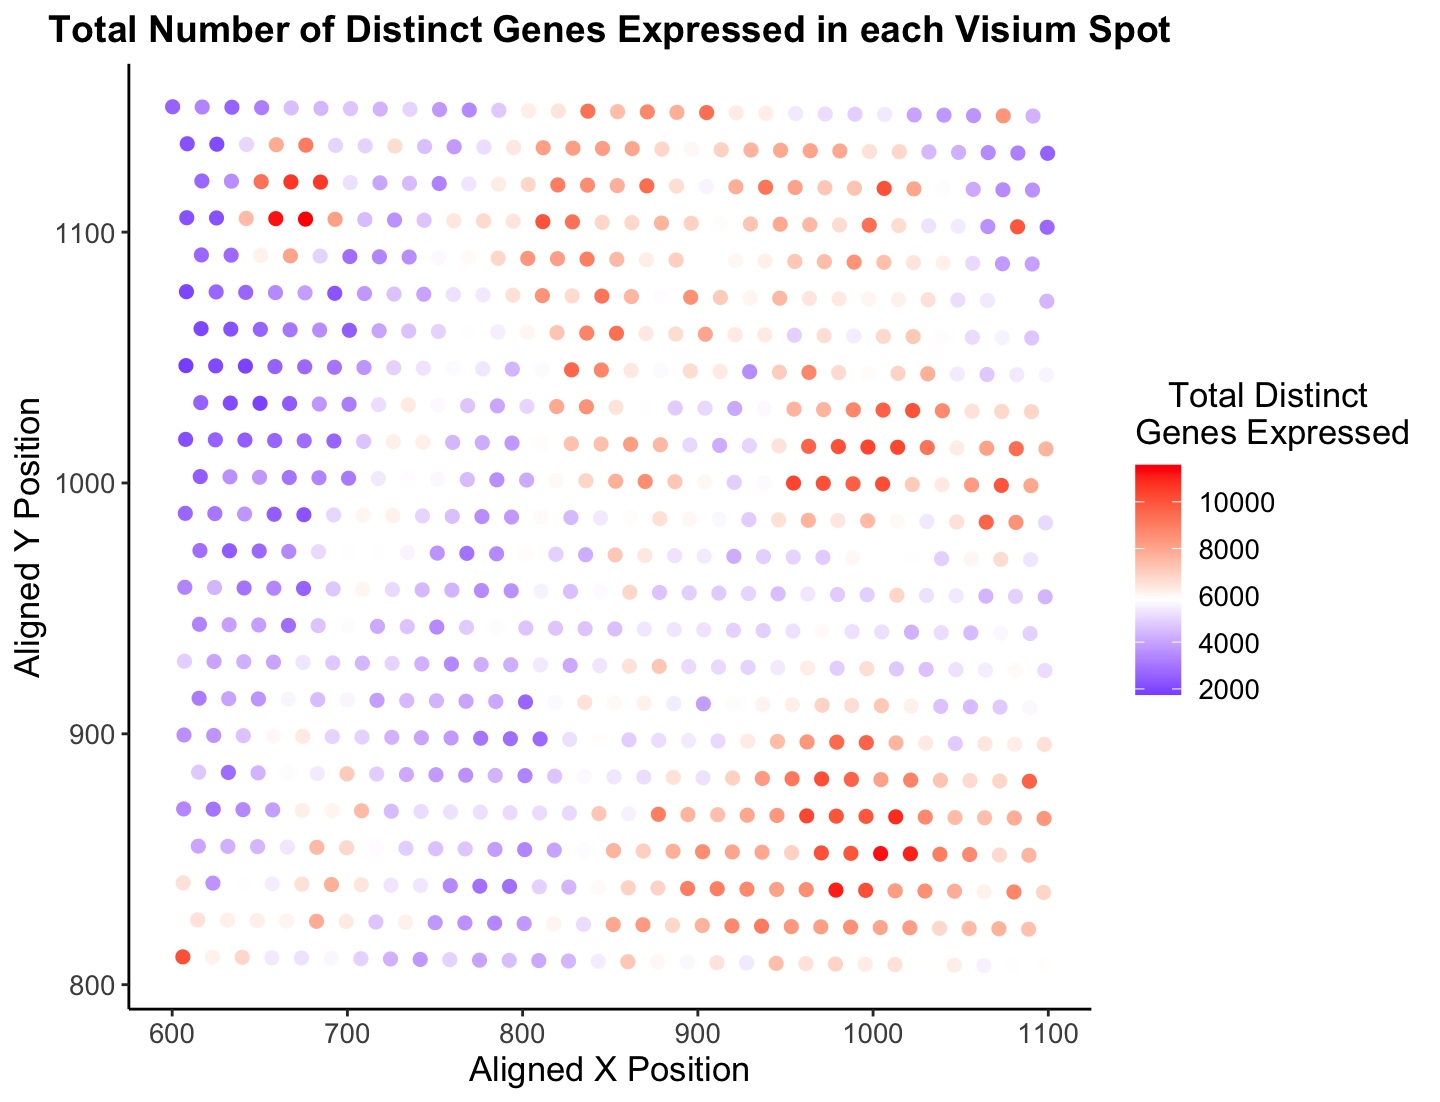 Total Number of Distinct Genes Expressed in each Visium Spot
Aligned Y Position
1100
1000
900
800
600 700 800 900 1000 1100
Aligned X Position
Total Distinct
Genes Expressed
10000
8000
6000
4000
2000